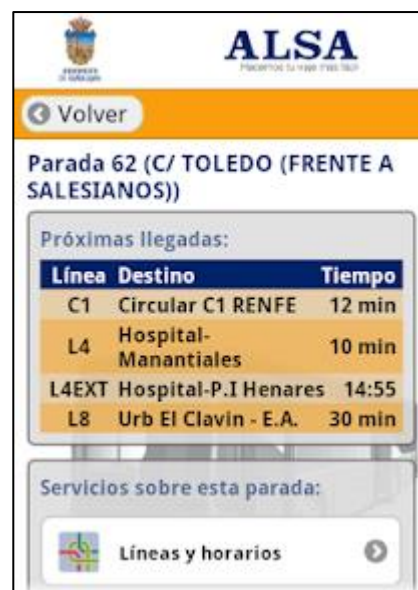 ALSA
Hacemos tu viaje más fácil
Volver
Parada 62 (C/ TOLEDO (FRENTE A
SALESIANOS))
Próximas llegadas:
Línea Destino Tiempo
C1 Circular C1 RENFE 12 min
L4 Hospital-
Manantiales 10 min
L4EXT Hospital-P.I Henares 14:55
L8 Urb El Clavin - E.A. 30 min
Servicios sobre esta parada:
Líneas y horarios